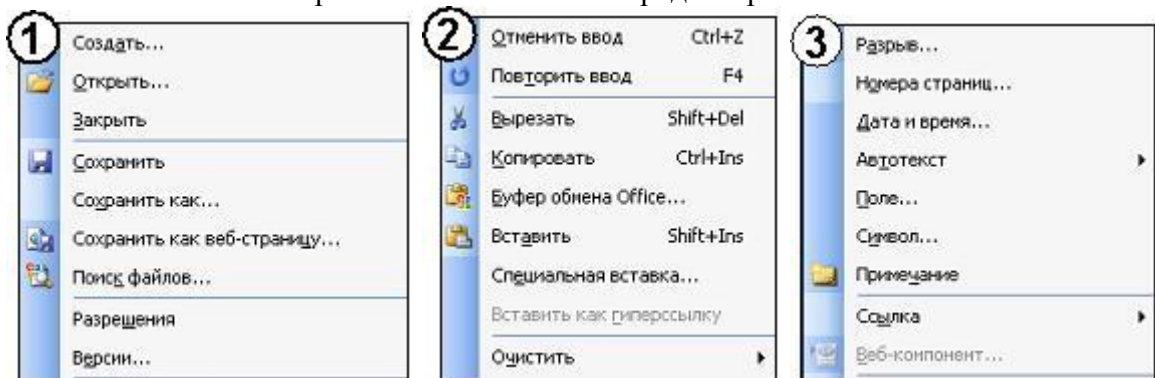 1
Создать...
Открыть...
Закрыть
Сохранить
Сохранить как...
Сохранить как веб-страницу...
Поиск файлов...
Разрешения
Версии...
2
Отменить ввод Ctrl+Z
Повторить ввод F4
Вырезать Shift+Del
Копировать Ctrl+Ins
Буфер обмена Office...
Вставить Shift+Ins
Специальная вставка...
Вставить как гиперссылку
Очистить
3
Разрыв...
Номера страниц...
Дата и время...
Автотекст
Поле...
Символ...
Примечание
Ссылка
Веб-компонент...